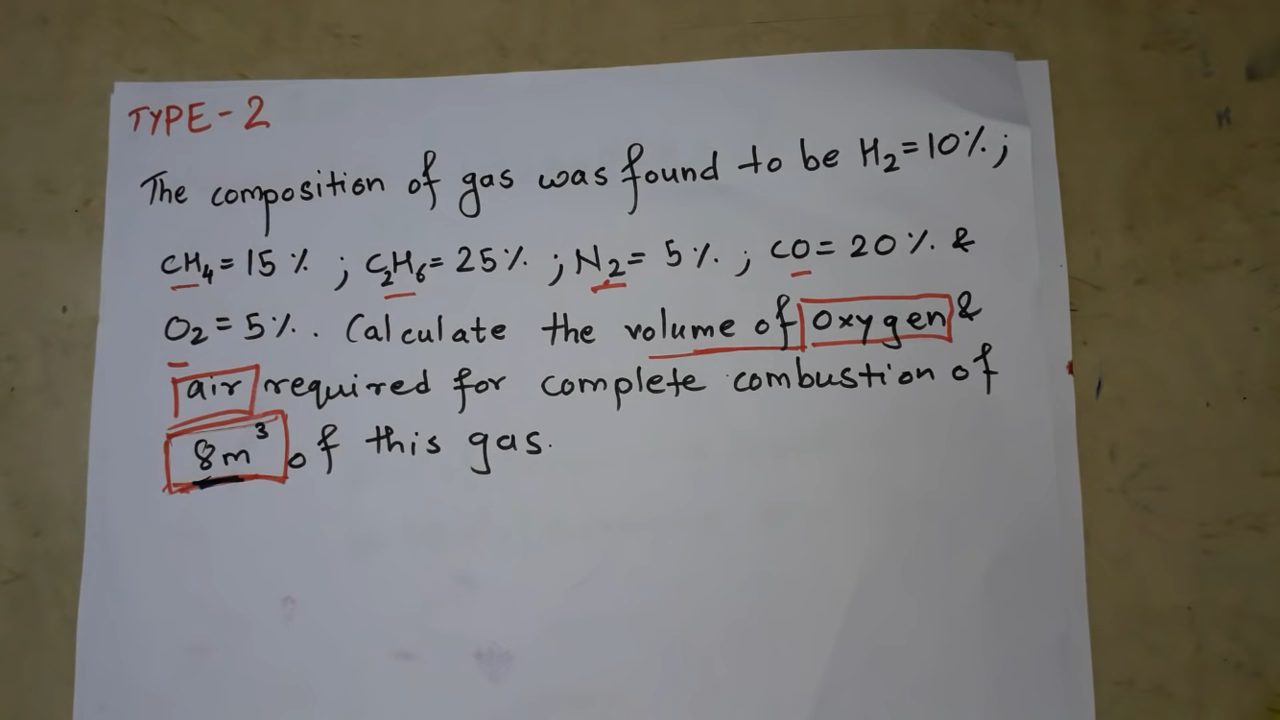 TYPE-2
The composition of gas was found to be H₂=10%;
CH₄=15%; C₂H₆=25%; N₂=5%; CO=20% &
O₂=5%. Calculate the volume of Oxygen &
air required for complete combustion of
8m³ of this gas.